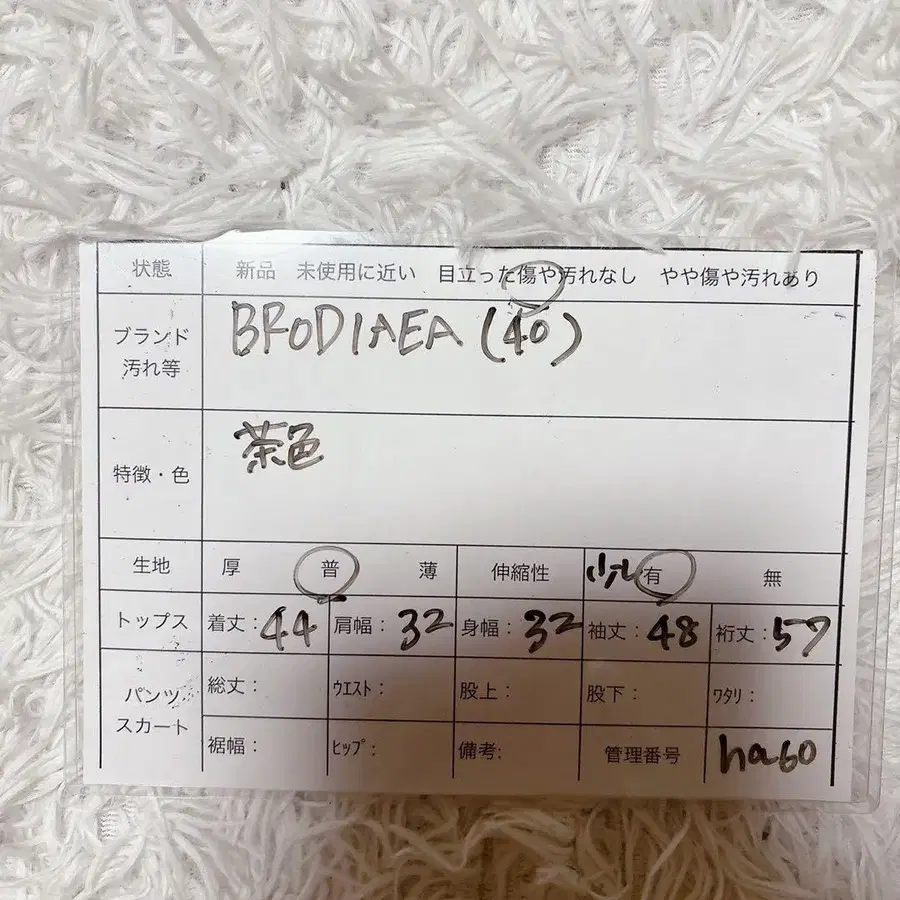 状態 新品 未使用に近い 目立った傷や汚れなし やや傷や汚れあり
ブランド BRODIAEA (40)
汚れ等
特徴・色 茶色
生地 厚 普 薄 伸縮性 少し有 無
トップス 着丈:44 肩幅:32 身幅:32 袖丈:48 裄丈:57
パンツ 総丈: ｳｴｽﾄ: 股上: 股下: ﾜﾀﾘ:
スカート
裾幅: ﾋｯﾌﾟ: 備考: 管理番号 ha60